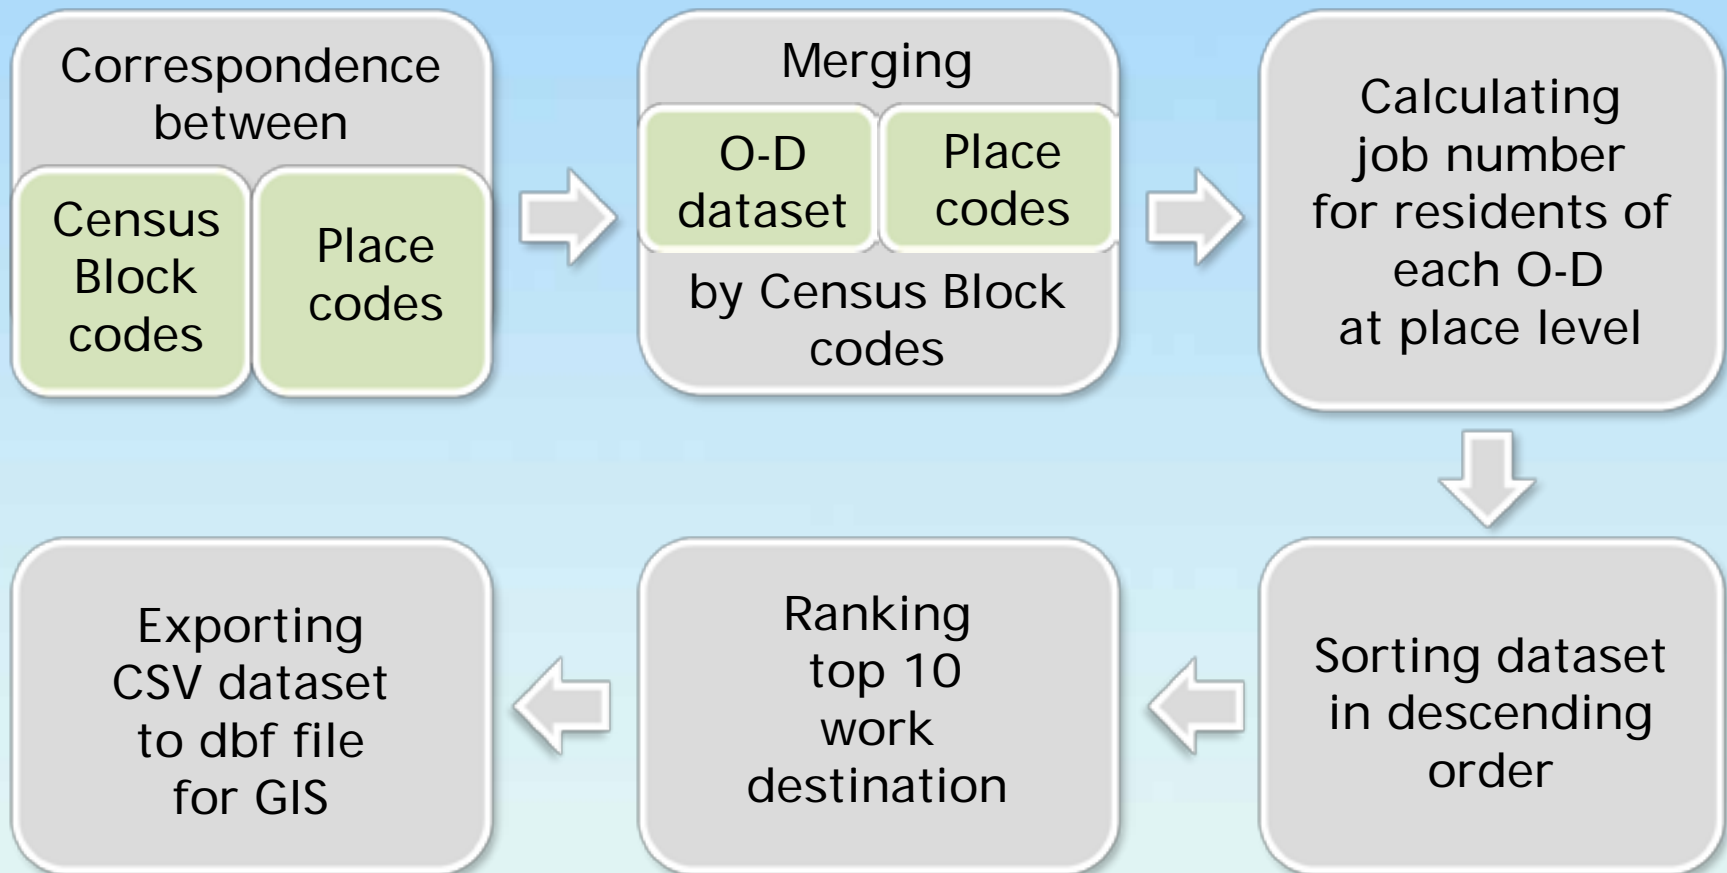 Correspondence
between
Census
Block
codes
Place
codes
Merging
O-D
dataset
Place
codes
by Census Block
codes
Calculating
job number
for residents of
each O-D
at place level
Sorting dataset
in descending
order
Ranking
top 10
work
destination
Exporting
CSV dataset
to dbf file
for GIS